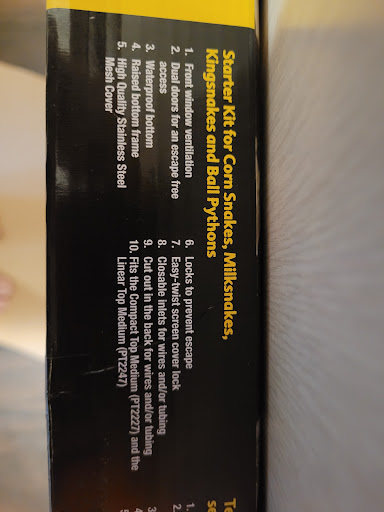 Starter Kit for Corn Snakes, Milksnakes,
Kingsnakes and Ball Pythons
1. Front window ventilation
2. Dual doors for an escape free
access
3. Waterproof bottom
4. Raised bottom frame
5. High Quality Stainless Steel
Mesh Cover
6. Locks to prevent escape
7. Easy-twist screen cover lock
8. Closable inlets for wires and/or tubing
9. Cut out in the back for wires and/or tubing
10. Fits the Compact Top Medium (PT2227) and the
Linear Top Medium (PT2247)
1.
2.
3.
4.